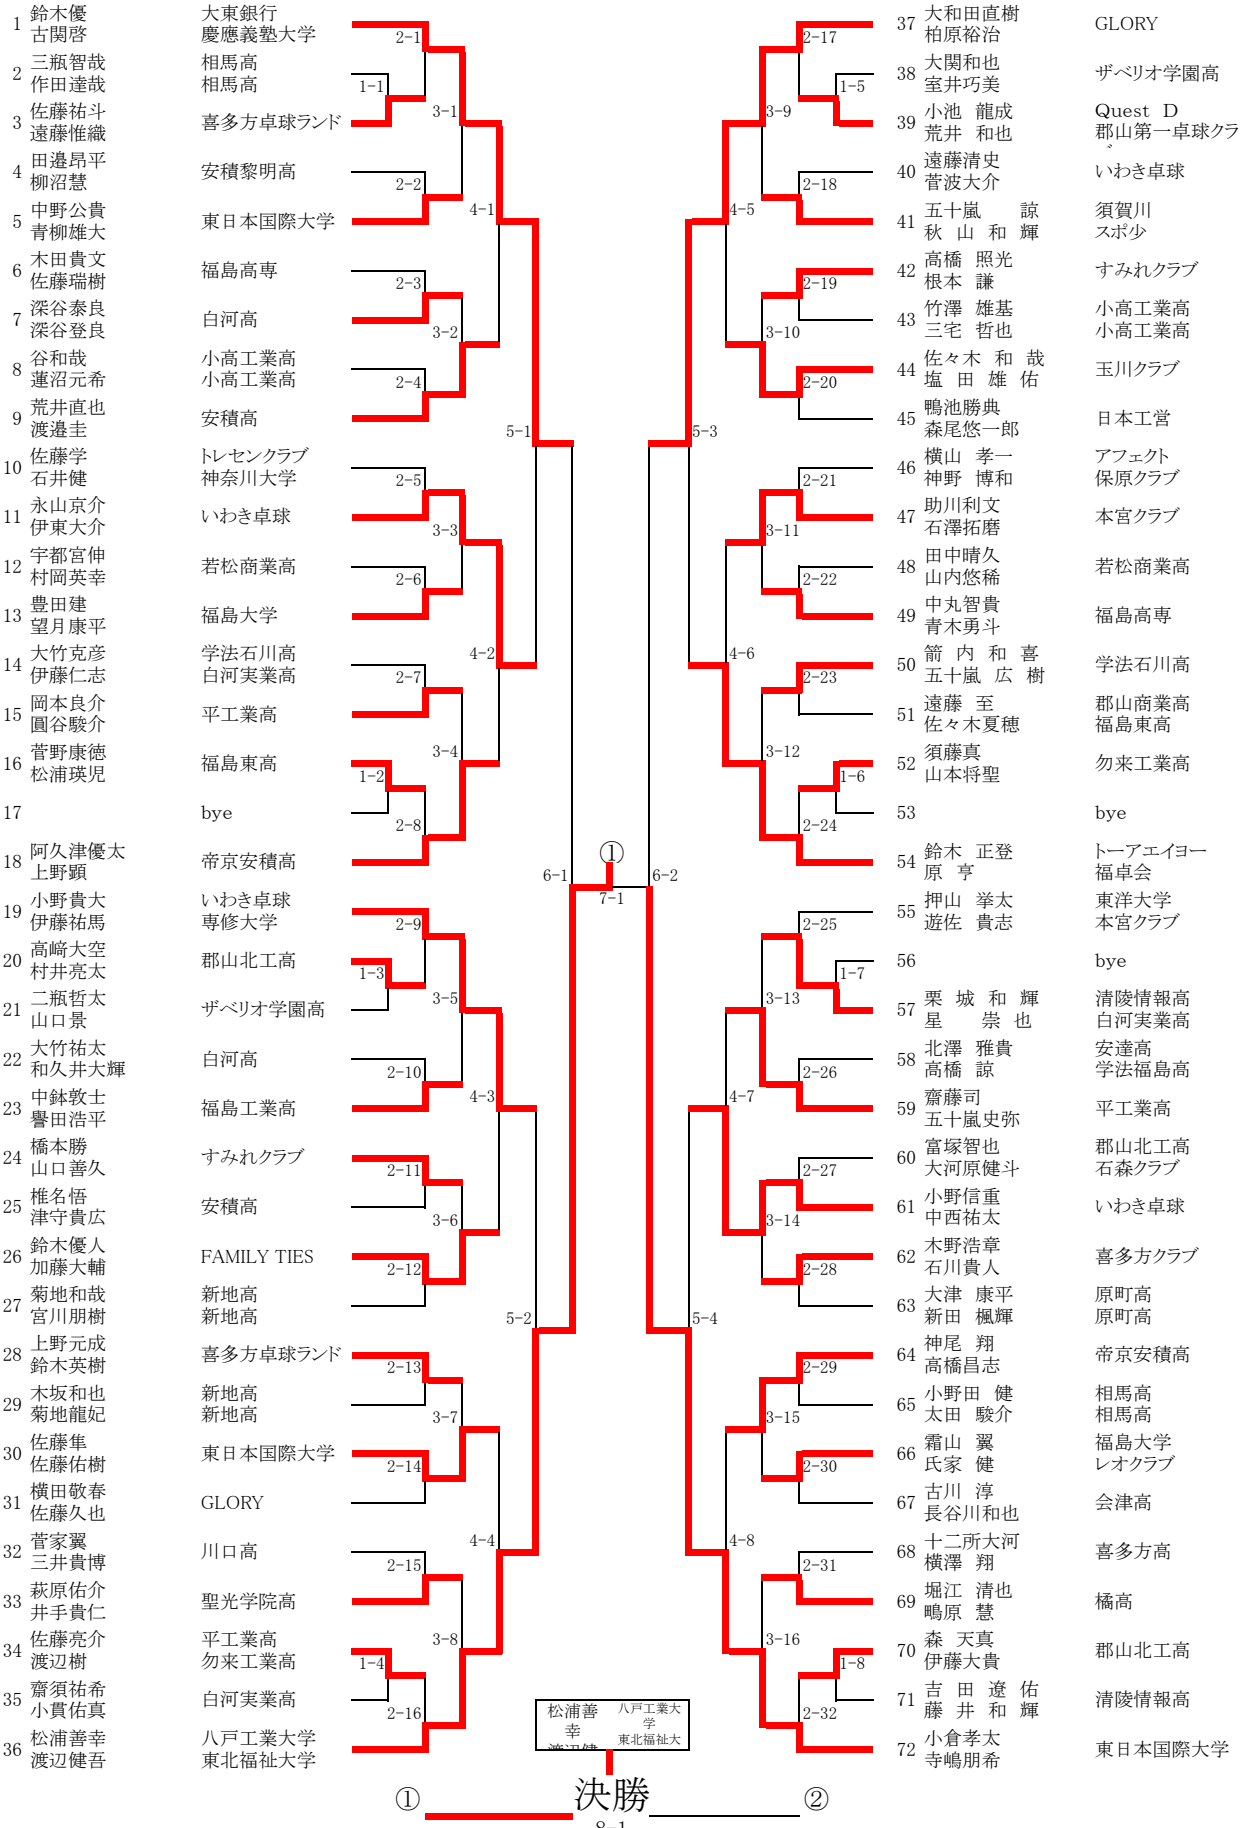 1 鈴木優 大東銀行
古関啓 慶應義塾大学
2 三瓶智哉 相馬高
作田達哉 相馬高
3 佐藤祐斗 喜多方卓球ランド
遠藤惟織
4 田邉昂平 安積黎明高
柳沼慧
5 中野公貴 東日本国際大学
青柳雄大
6 木田貴文 福島高専
佐藤瑞樹
7 深谷泰良 白河高
深谷登良
8 谷和哉 小高工業高
蓮沼元希 小高工業高
9 荒井直也 安積高
渡邉圭
10 佐藤学 トレセンクラブ
石井健 神奈川大学
11 永山京介 いわき卓球
伊東大介
12 宇都宮伸 若松商業高
村岡英幸
13 豊田建 福島大学
望月康平
14 大竹克彦 学法石川高
伊藤仁志 白河実業高
15 岡本良介 平工業高
圓谷駿介
16 菅野康徳 福島東高
松浦瑛児
17 bye
18 阿久津優太 帝京安積高
上野顕
19 小野貴大 いわき卓球
伊藤祐馬 専修大学
20 高﨑大空 郡山北工高
村井亮太
21 二瓶哲太 ザベリオ学園高
山口景
22 大竹祐太 白河高
和久井大輝
23 中鉢敦士 福島工業高
譽田浩平
24 橋本勝 すみれクラブ
山口善久
25 椎名悟 安積高
津守貴広
26 鈴木優人 FAMILY TIES
加藤大輔
27 菊地和哉 新地高
宮川朋樹 新地高
28 上野元成 喜多方卓球ランド
鈴木英樹
29 木坂和也 新地高
菊地龍妃 新地高
30 佐藤隼 東日本国際大学
佐藤佑樹
31 横田敬春 GLORY
佐藤久也
32 菅家翼 川口高
三井貴博
33 萩原佑介 聖光学院高
井手貴仁
34 佐藤亮介 平工業高
渡辺樹 勿来工業高
35 齋須祐希 白河実業高
小貫佑真
36 松浦善幸 八戸工業大学
渡辺健吾 東北福祉大学
1-1
1-2
1-3
1-4
2-1
2-2
2-3
2-4
2-5
2-6
2-7
2-8
2-9
2-10
2-11
2-12
2-13
2-14
2-15
2-16
3-1
3-2
3-3
3-4
3-5
3-6
3-7
3-8
4-1
4-2
4-3
4-4
5-1
5-2
6-1
①
7-1
6-2
5-3
5-4
4-5
4-6
4-7
4-8
3-9
3-10
3-11
3-12
3-13
3-14
3-15
3-16
2-17
2-18
2-19
2-20
2-21
2-22
2-23
2-24
2-25
2-26
2-27
2-28
2-29
2-30
2-31
2-32
1-5
1-6
1-7
1-8
37 大和田直樹 GLORY
柏原裕治
38 大関和也 ザベリオ学園高
室井巧美
39 小池 龍成 Quest D
荒井 和也 郡山第一卓球クラ
40 遠藤清史 いわき卓球
菅波大介
41 五十嵐 諒 須賀川
秋山和輝 スポ少
42 高橋 照光 すみれクラブ
根本 謙
43 竹澤 雄基 小高工業高
三宅 哲也 小高工業高
44 佐々木和哉 玉川クラブ
塩田雄佑
45 鴨池勝典 日本工営
森尾悠一郎
46 横山 孝一 アフェクト
神野 博和 保原クラブ
47 助川利文 本宮クラブ
石澤拓磨
48 田中晴久 若松商業高
山内悠稀
49 中丸智貴 福島高専
青木勇斗
50 箭内和喜 学法石川高
五十嵐広樹
51 遠藤 至 郡山商業高
佐々木夏穂 福島東高
52 須藤真 勿来工業高
山本将聖
53 bye
54 鈴木 正登 トーアエイヨー
原 亨 福卓会
55 押山 挙太 東洋大学
遊佐 貴志 本宮クラブ
56 bye
57 栗城和輝 清陵情報高
星 崇也 白河実業高
58 北澤 雅貴 安達高
高橋 諒 学法福島高
59 齋藤司 平工業高
五十嵐史弥
60 富塚智也 郡山北工高
大河原健斗 石森クラブ
61 小野信重 いわき卓球
中西祐太
62 木野浩章 喜多方クラブ
石川貴人
63 大津 康平 原町高
新田 楓輝 原町高
64 神尾 翔 帝京安積高
高橋昌志
65 小野田 健 相馬高
太田 駿介 相馬高
66 霜山 翼 福島大学
氏家 健 レオクラブ
67 古川 淳 会津高
長谷川和也
68 十二所大河 喜多方高
横澤 翔
69 堀江 清也 橘高
鴫原 慧
70 森 天真 郡山北工高
伊藤大貴
71 吉田遼佑 清陵情報高
藤井和輝
72 小倉孝太 東日本国際大学
寺嶋朋希
松浦善 八戸工業大
幸 学
渡辺健 東北福祉大
① 決勝 ②
8-1